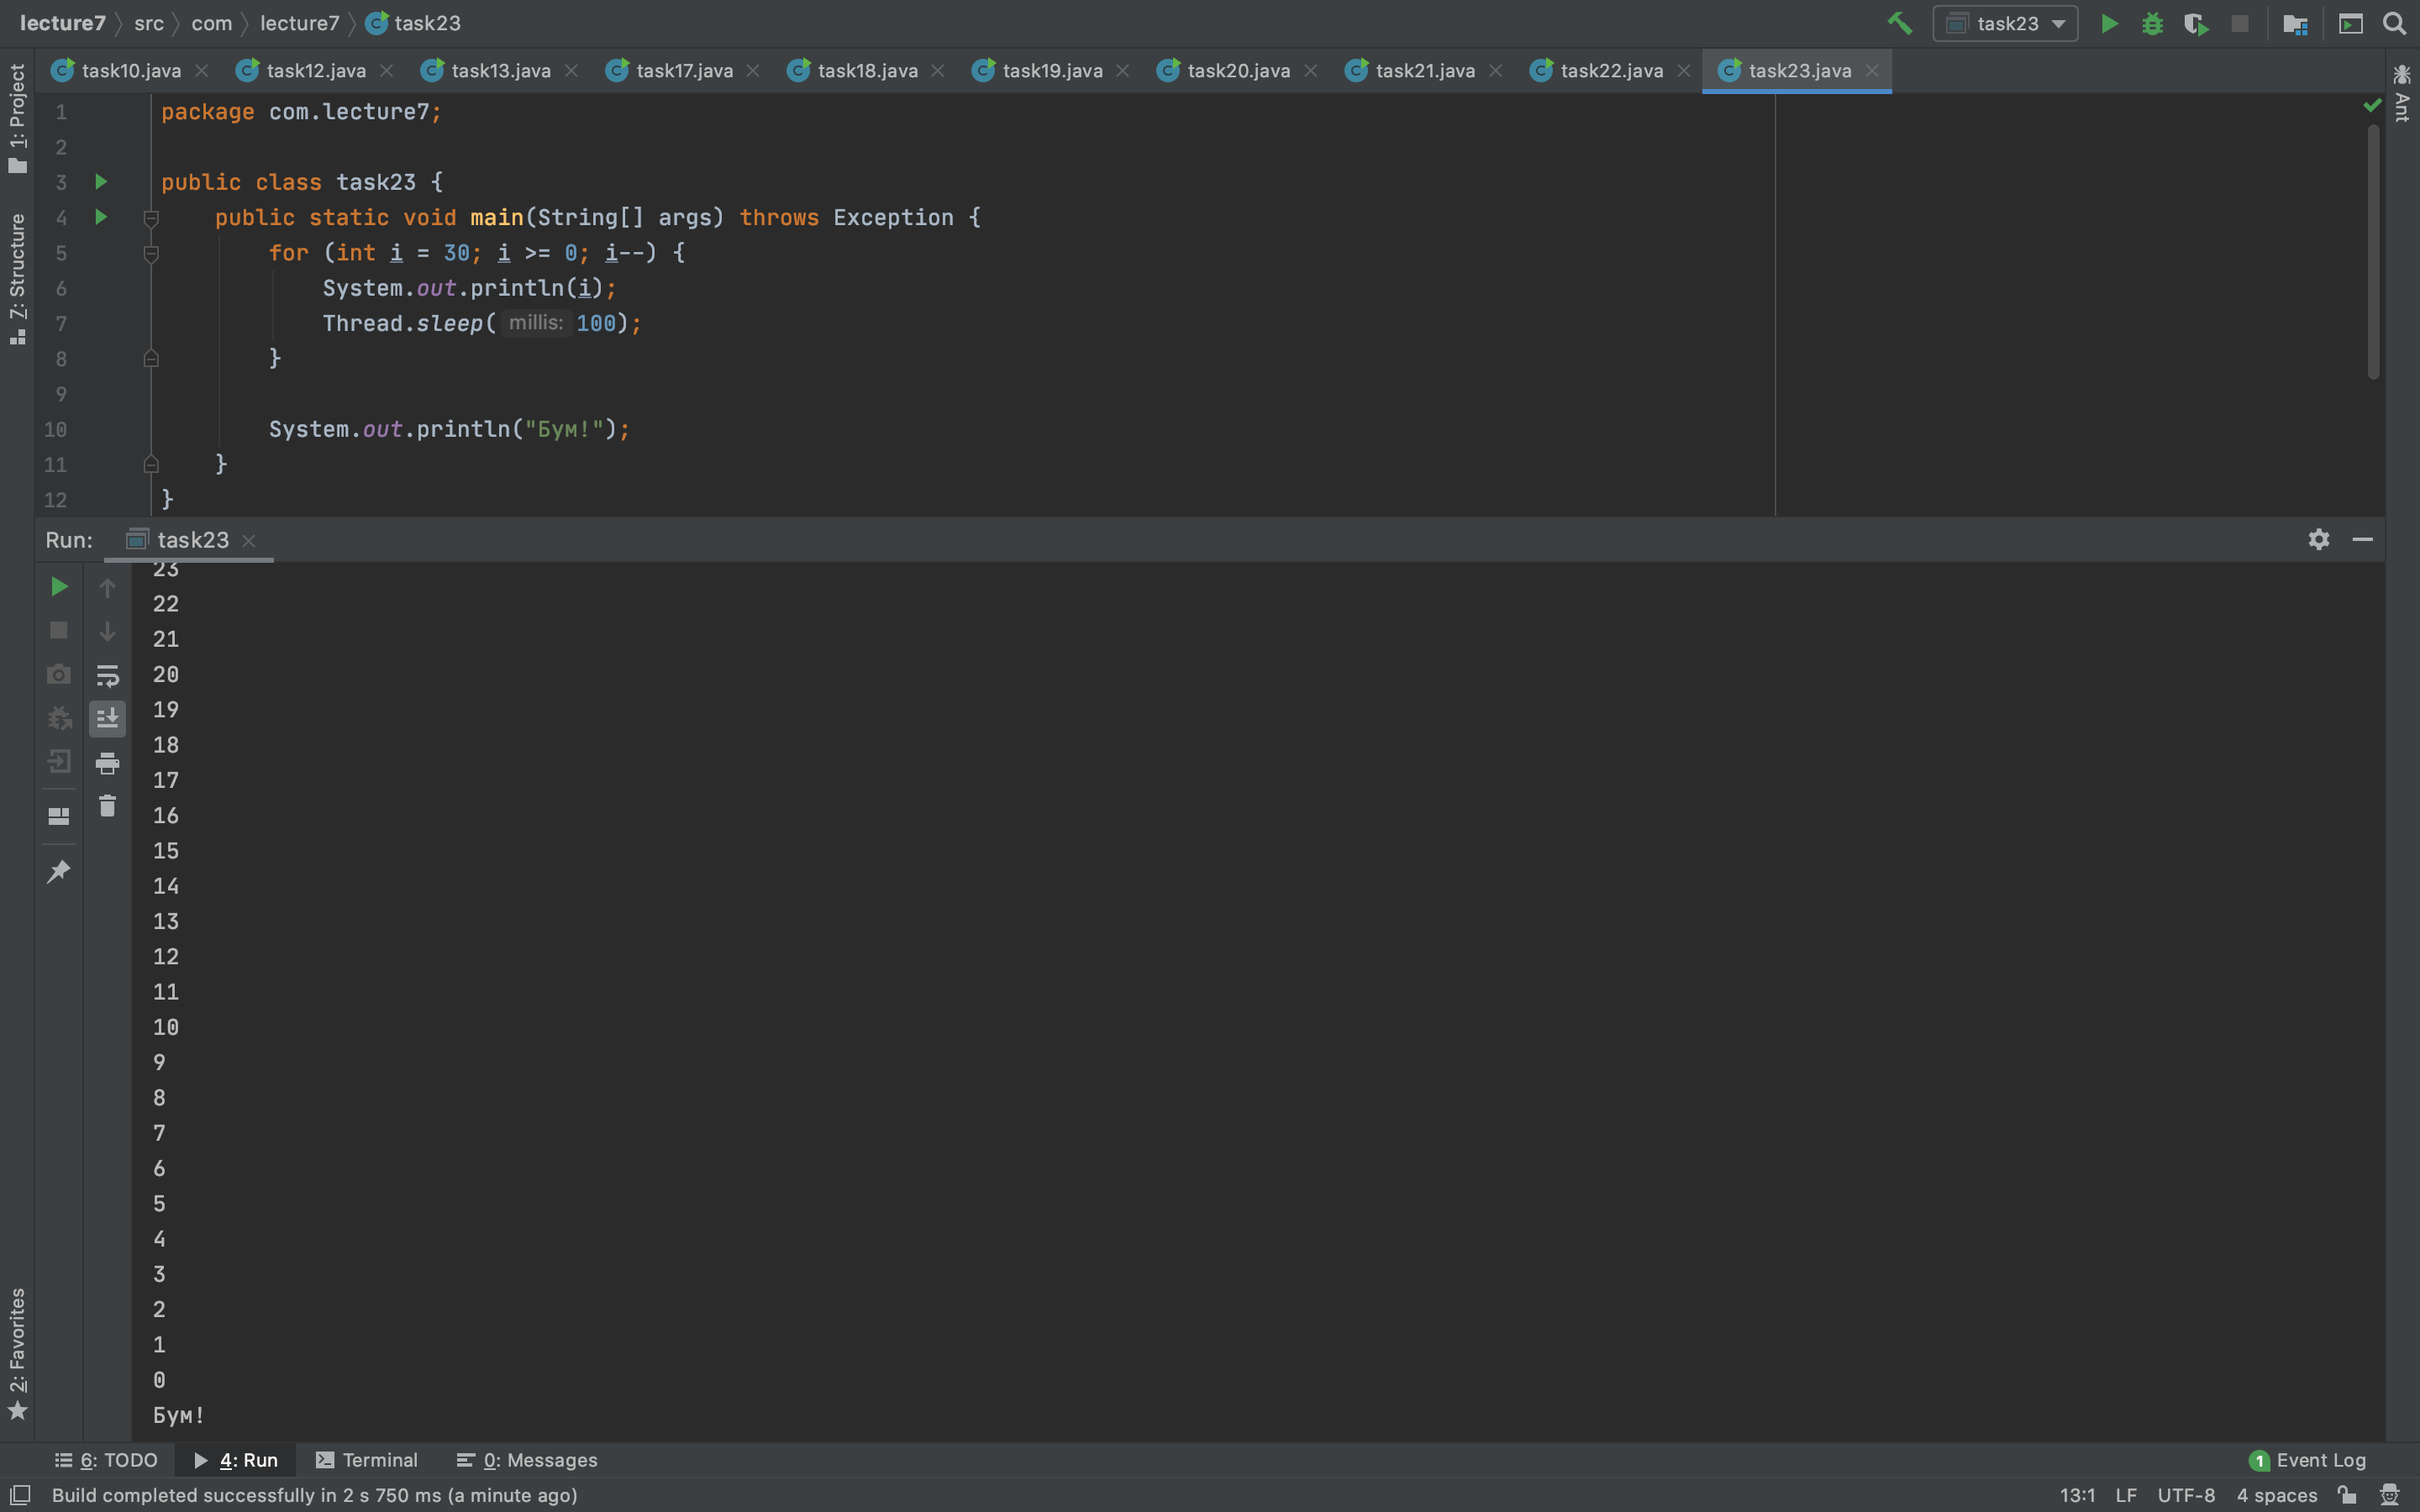 lecture7 src com lecture7 task23 task23
task10.java task12.java task13.java task17.java task18.java task19.java task20.java task21.java task22.java task23.java
1: Project
7: Structure
2: Favorites
Ant
1 package com.lecture7;
2
3 public class task23 {
4 public static void main(String[] args) throws Exception {
5 for (int i = 30; i >= 0; i--) {
6 System.out.println(i);
7 Thread.sleep( millis: 100);
8 }
9
10 System.out.println("Бум!");
11 }
12 }
Run: task23
23
22
21
20
19
18
17
16
15
14
13
12
11
10
9
8
7
6
5
4
3
2
1
0
Бум!
6: TODO 4: Run Terminal 0: Messages 1 Event Log
Build completed successfully in 2 s 750 ms (a minute ago) 13:1 LF UTF-8 4 spaces